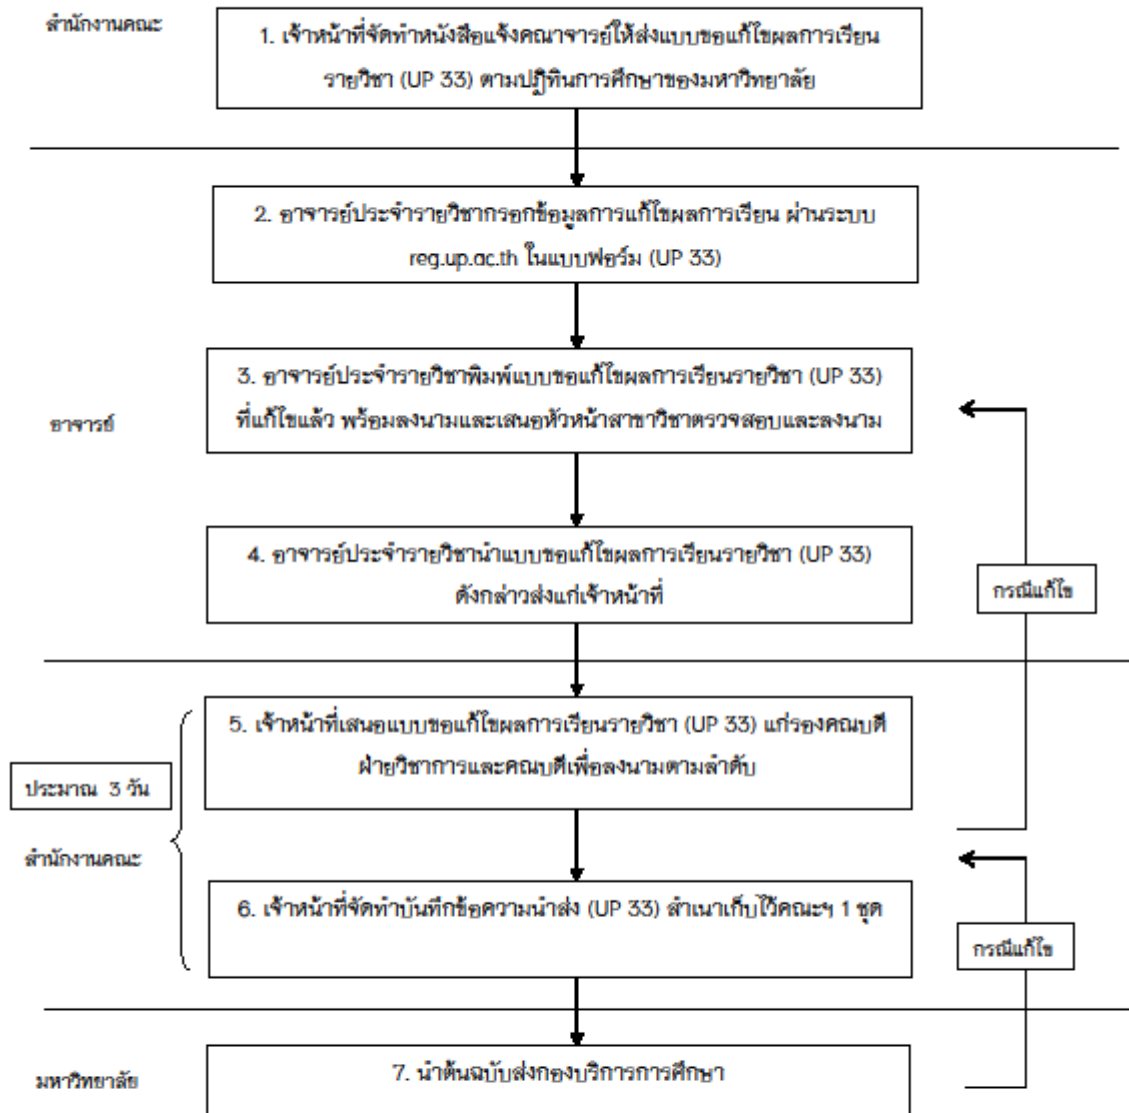 สำนักงานคณะ
1. เจ้าหน้าที่จัดทำหนังสือแจ้งคณาจารย์ให้ส่งแบบขอแก้ไขผลการเรียน
รายวิชา (UP 33) ตามปฏิทินการศึกษาของมหาวิทยาลัย
2. อาจารย์ประจำรายวิชากรอกข้อมูลการแก้ไขผลการเรียน ผ่านระบบ
reg.up.ac.th ในแบบฟอร์ม (UP 33)
3. อาจารย์ประจำรายวิชาพิมพ์แบบขอแก้ไขผลการเรียนรายวิชา (UP 33)
ที่แก้ไขแล้ว พร้อมลงนามและเสนอหัวหน้าสาขาวิชาตรวจสอบและลงนาม
อาจารย์
4. อาจารย์ประจำรายวิชานำแบบขอแก้ไขผลการเรียนรายวิชา (UP 33)
ดังกล่าวส่งแก่เจ้าหน้าที่
กรณีแก้ไข
5. เจ้าหน้าที่เสนอแบบขอแก้ไขผลการเรียนรายวิชา (UP 33) แก่รองคณบดี
ฝ่ายวิชาการและคณบดีเพื่อลงนามตามลำดับ
ประมาณ 3 วัน
สำนักงานคณะ
6. เจ้าหน้าที่จัดทำบันทึกข้อความนำส่ง (UP 33) สำเนาเก็บไว้คณะฯ 1 ชุด
กรณีแก้ไข
7. นำต้นฉบับส่งกองบริการการศึกษา
มหาวิทยาลัย